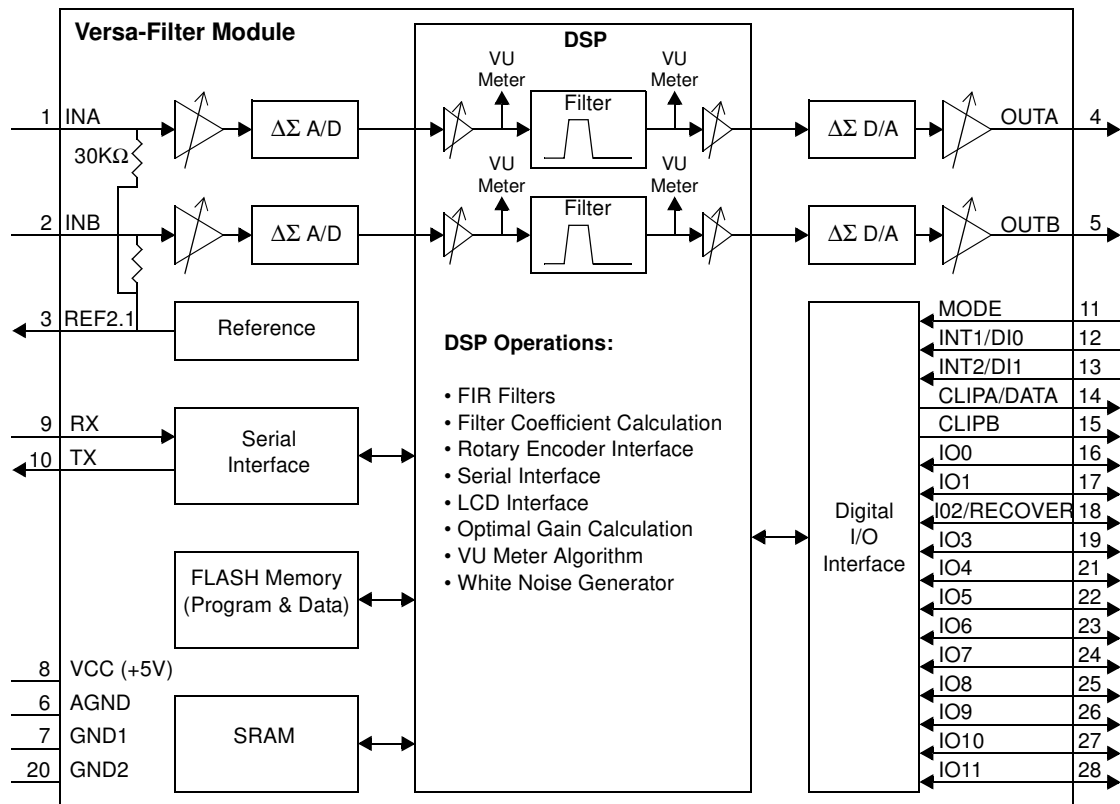 Versa-Filter Module
DSP
VU
Meter
VU
Meter
Filter
1 INA
ΔΣ A/D
ΔΣ D/A
OUTA 4
30KΩ
VU
Meter
VU
Meter
Filter
2 INB
ΔΣ A/D
ΔΣ D/A
OUTB 5
3 REF2.1
Reference
9 RX
10 TX
Serial
Interface
FLASH Memory
(Program & Data)
8 VCC (+5V)
6 AGND
7 GND1
20 GND2
SRAM
DSP Operations:
• FIR Filters
• Filter Coefficient Calculation
• Rotary Encoder Interface
• Serial Interface
• LCD Interface
• Optimal Gain Calculation
• VU Meter Algorithm
• White Noise Generator
Digital
I/O
Interface
MODE 11
INT1/DI0 12
INT2/DI1 13
CLIPA/DATA 14
CLIPB 15
IO0 16
IO1 17
I02/RECOVER 18
IO3 19
IO4 21
IO5 22
IO6 23
IO7 24
IO8 25
IO9 26
IO10 27
IO11 28